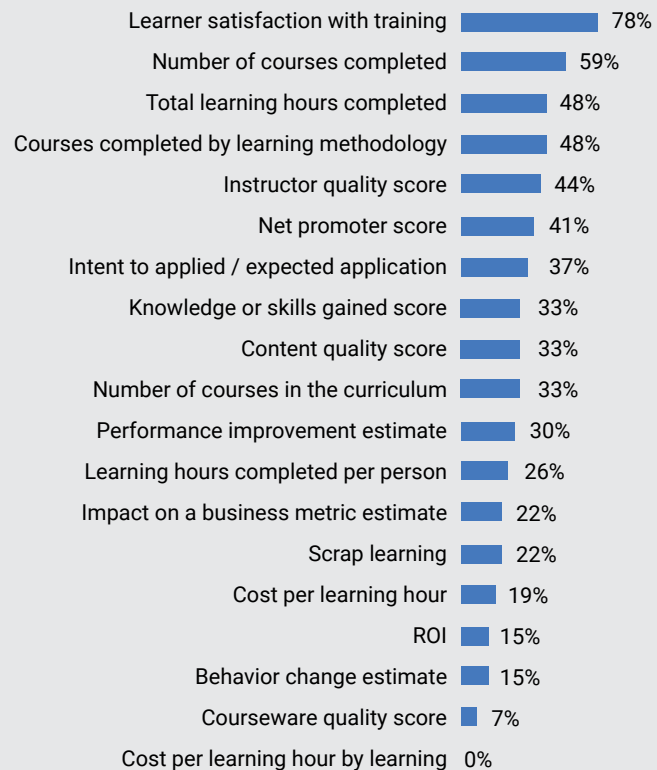 Learner satisfaction with training 78%
Number of courses completed 59%
Total learning hours completed 48%
Courses completed by learning methodology 48%
Instructor quality score 44%
Net promoter score 41%
Intent to applied / expected application 37%
Knowledge or skills gained score 33%
Content quality score 33%
Number of courses in the curriculum 33%
Performance improvement estimate 30%
Learning hours completed per person 26%
Impact on a business metric estimate 22%
Scrap learning 22%
Cost per learning hour 19%
ROI 15%
Behavior change estimate 15%
Courseware quality score 7%
Cost per learning hour by learning 0%